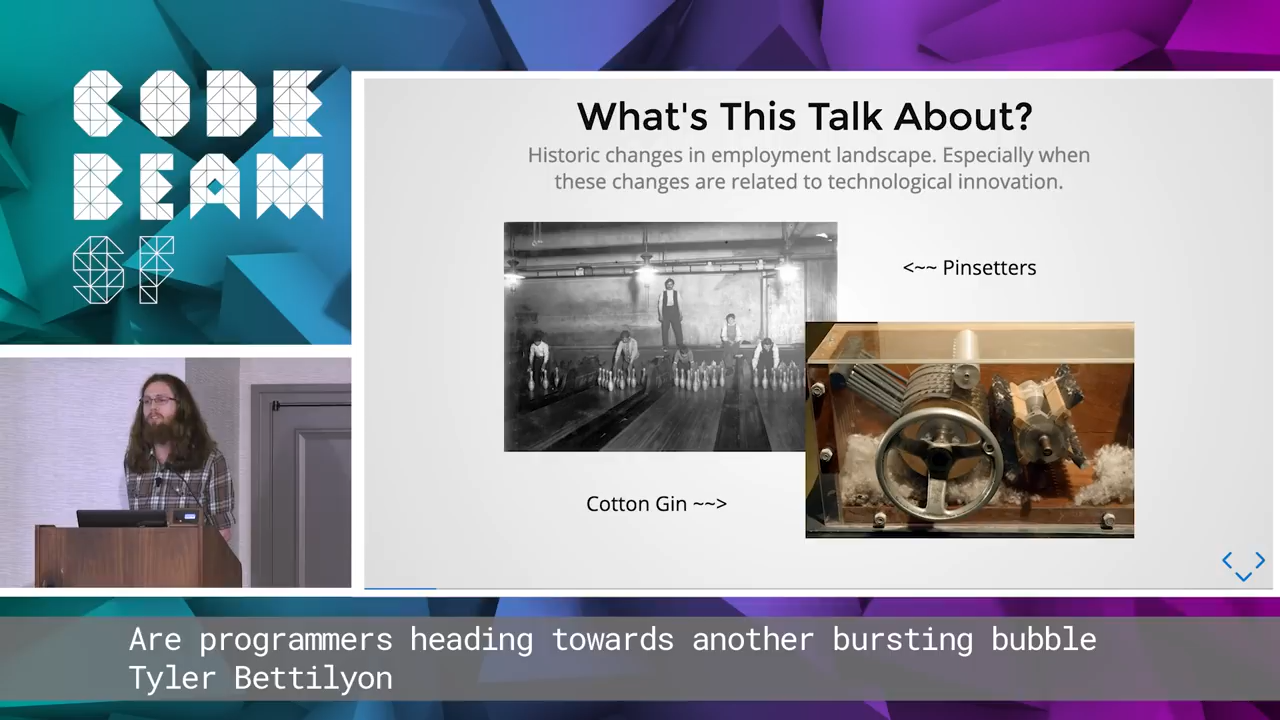 CODE
BEAM
SF
What's This Talk About?
Historic changes in employment landscape. Especially when
these changes are related to technological innovation.
<~~ Pinsetters
Cotton Gin ~~>
Are programmers heading towards another bursting bubble
Tyler Bettilyon